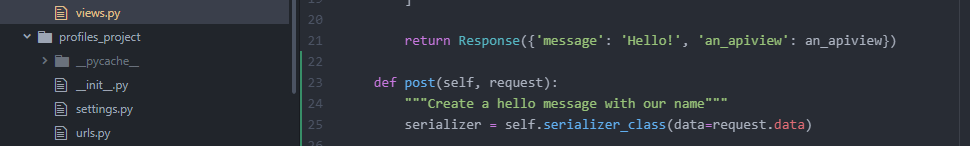 views.py
profiles_project
__pycache__
__init__.py
settings.py
urls.py
]
20
21 return Response({'message': 'Hello!', 'an_apiview': an_apiview})
22
23 def post(self, request):
24 """Create a hello message with our name"""
25 serializer = self.serializer_class(data=request.data)